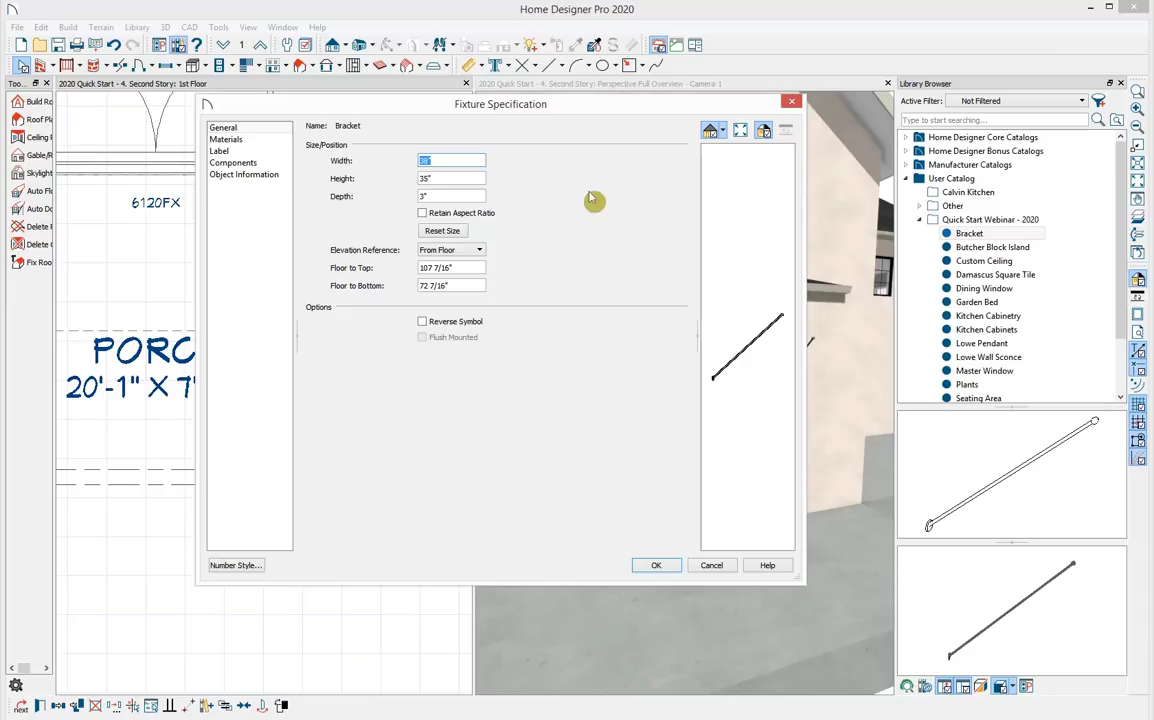 Home Designer Pro 2020
File Edit Build Terrain Library 3D CAD Tools View Window Help
1
Too...
2020 Quick Start - 4. Second Story: 1st Floor
2020 Quick Start - 4. Second Story: Perspective Full Overview - Camera 1
Library Browser
Build Ro
Roof Pla
Ceiling P
Gable/R
Skylight
Auto Flo
Auto Do
Delete R
Delete C
Fix Roo
6120FX
PORC
20'-1" X 7'
Fixture Specification
General
Materials
Label
Components
Object Information
Name: Bracket
Size/Position
Width: 38"
Height: 35"
Depth: 3"
Retain Aspect Ratio
Reset Size
Elevation Reference: From Floor
Floor to Top: 107 7/16"
Floor to Bottom: 72 7/16"
Options
Reverse Symbol
Flush Mounted
Number Style...
OK Cancel Help
Active Filter: Not Filtered
Type to start searching...
Home Designer Core Catalogs
Home Designer Bonus Catalogs
Manufacturer Catalogs
User Catalog
Calvin Kitchen
Other
Quick Start Webinar - 2020
Bracket
Butcher Block Island
Custom Ceiling
Damascus Square Tile
Dining Window
Garden Bed
Kitchen Cabinetry
Kitchen Cabinets
Lowe Pendant
Lowe Wall Sconce
Master Window
Plants
Seating Area
next